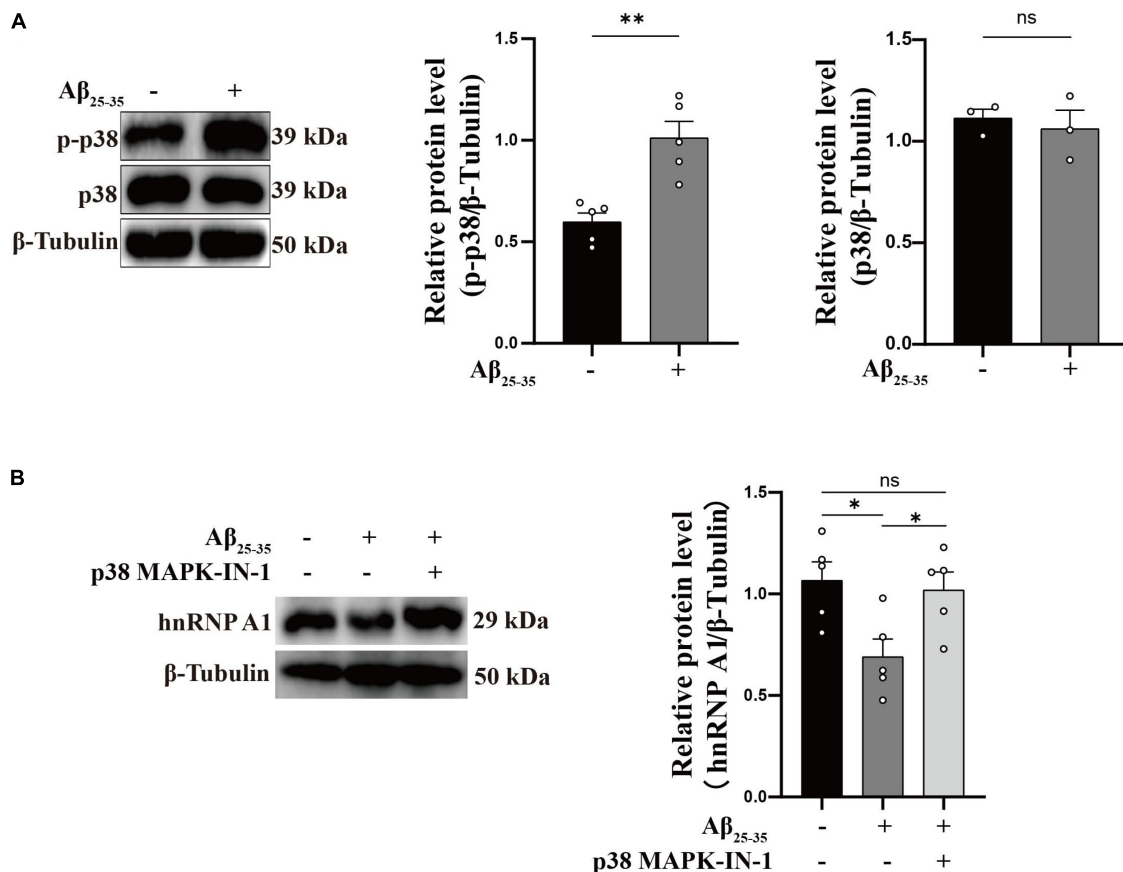 A
Aβ25-35 - +
p-p38 39 kDa
p38 39 kDa
β-Tubulin 50 kDa
Relative protein level
(p-p38/β-Tubulin)
1.5
1.0
0.5
0.0
**
Aβ25-35 - +
Relative protein level
(p38/β-Tubulin)
1.5
1.0
0.5
0.0
ns
Aβ25-35 - +
B
Aβ25-35 - + +
p38 MAPK-IN-1 - - +
hnRNP A1 29 kDa
β-Tubulin 50 kDa
Relative protein level
(hnRNP A1/β-Tubulin)
1.5
1.0
0.5
0.0
ns
* *
Aβ25-35 - + +
p38 MAPK-IN-1 - - +